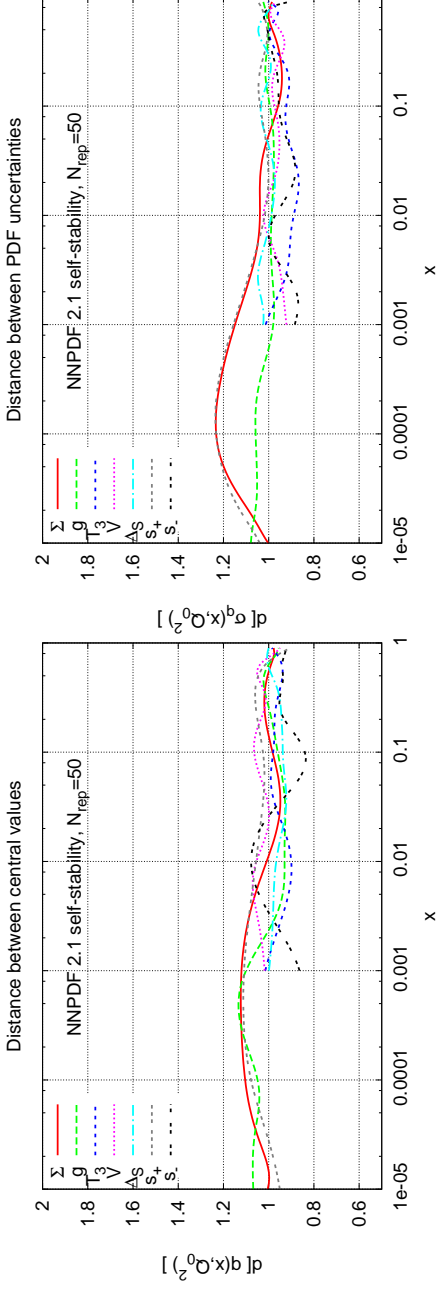 Distance between central values
NNPDF 2.1 self-stability, N_rep=50
d[ q(x,Q_0^2) ]
2
1.8
1.6
1.4
1.2
1
0.8
0.6
1e-05
0.0001
0.001
0.01
0.1
1
x
Σ
g
T_3
V
Δ_S
s_+
s_-
Distance between PDF uncertainties
NNPDF 2.1 self-stability, N_rep=50
d[ σ_q(x,Q_0^2) ]
2
1.8
1.6
1.4
1.2
1
0.8
0.6
1e-05
0.0001
0.001
0.01
0.1
x
Σ
g
T_3
V
Δ_S
s_+
s_-